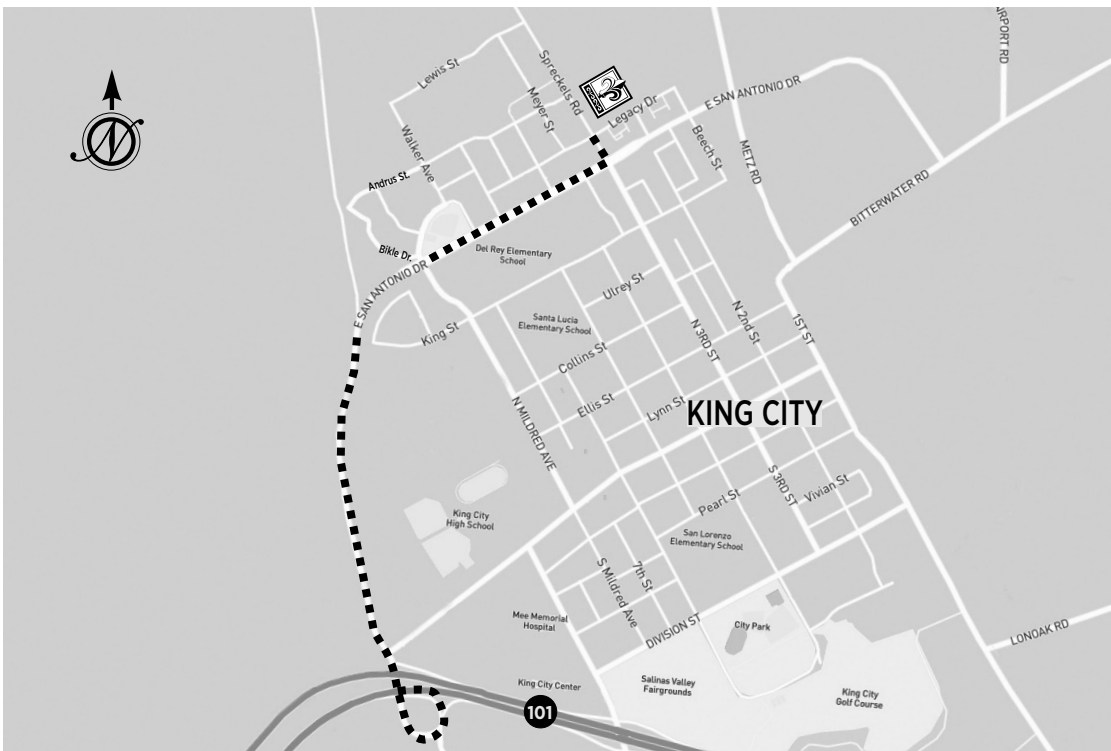 AIRPORT RD
Lewis St
Spreckels Rd
Meyer St
Legacy Dr
E SAN ANTONIO DR
Beech St
Walker Ave
METZ RD
N
Andrus St.
BITTERWATER RD
Bikle Dr.
Del Rey Elementary
School
E SAN ANTONIO DR
Ulrey St
King St
Santa Lucia
Elementary School
N 2nd St
1ST ST
N 3RD ST
Collins St
Ellis St
Lynn St
KING CITY
N MILDRED AVE
S 3RD ST
Vivian St
Pearl St
King City
High School
San Lorenzo
Elementary School
7th St
S Mildred Ave
Mee Memorial
Hospital
DIVISION ST
City Park
LONOAK RD
King City Center
Salinas Valley
Fairgrounds
King City
Golf Course
101